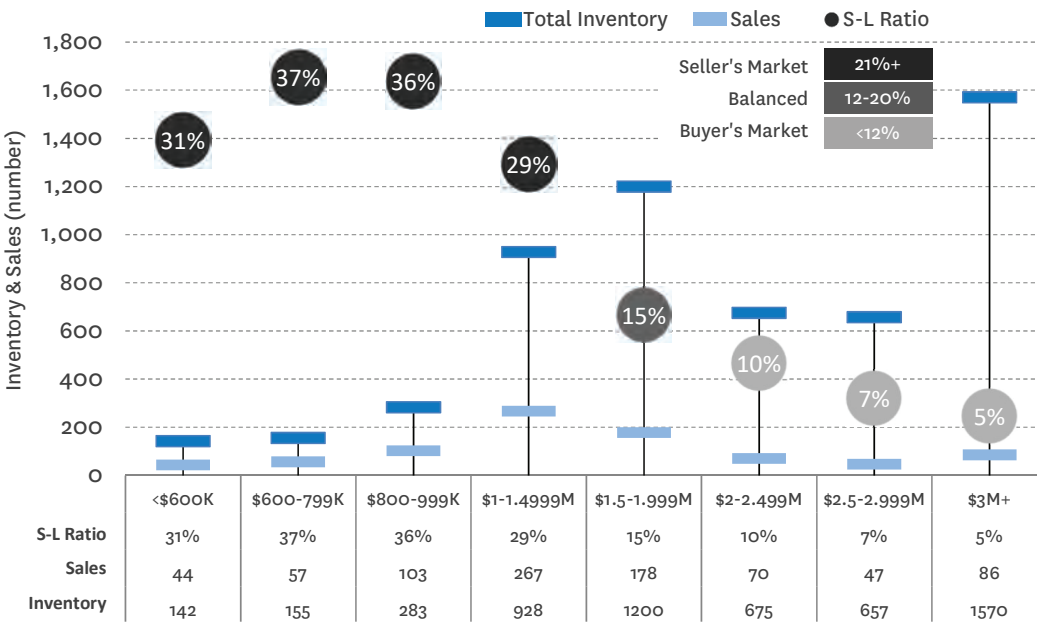 Total Inventory Sales S-L Ratio
Seller's Market 21%+
Balanced 12-20%
Buyer's Market <12%
Inventory & Sales (number)
1,800
1,600
1,400
1,200
1,000
800
600
400
200
0
31%
37%
36%
29%
15%
10%
7%
5%
<$600K $600-799K $800-999K $1-1.4999M $1.5-1.999M $2-2.499M $2.5-2.999M $3M+
S-L Ratio 31% 37% 36% 29% 15% 10% 7% 5%
Sales 44 57 103 267 178 70 47 86
Inventory 142 155 283 928 1200 675 657 1570